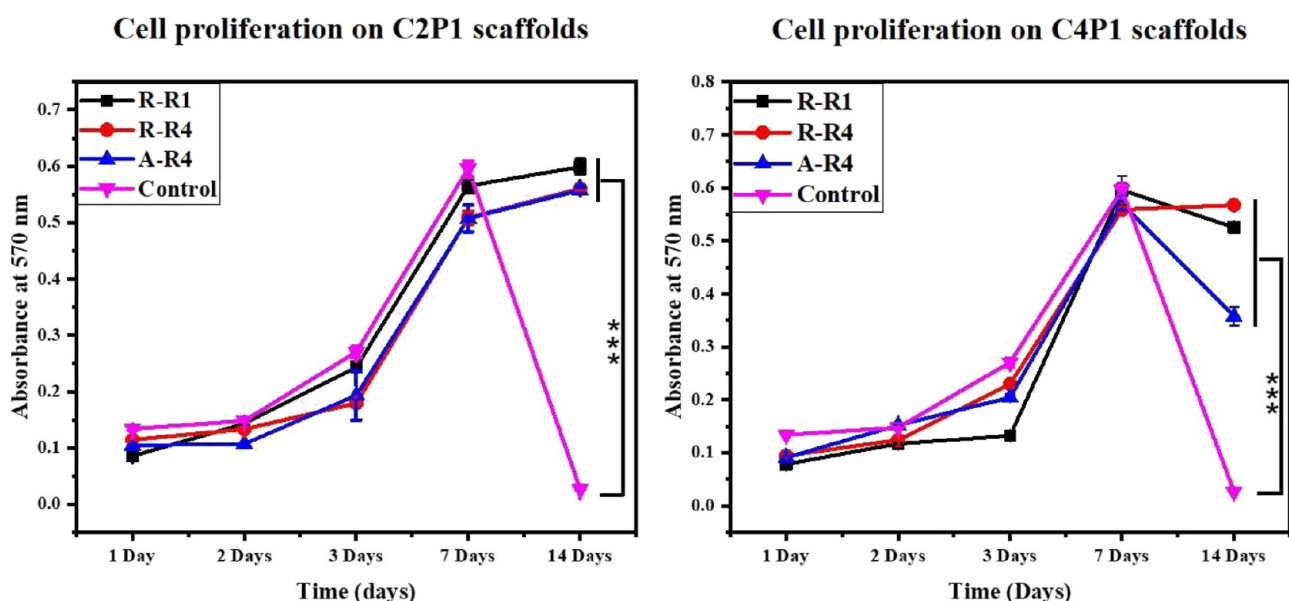 Cell proliferation on C2P1 scaffolds
R-R1
R-R4
A-R4
Control
0.7
0.6
0.5
0.4
0.3
0.2
0.1
0.0
Absorbance at 570 nm
***
1 Day
2 Days
3 Days
7 Days
14 Days
Time (days)
Cell proliferation on C4P1 scaffolds
R-R1
R-R4
A-R4
Control
0.8
0.7
0.6
0.5
0.4
0.3
0.2
0.1
0.0
Absorbance at 570 nm
***
1 Day
2 Days
3 Days
7 Days
14 Days
Time (Days)